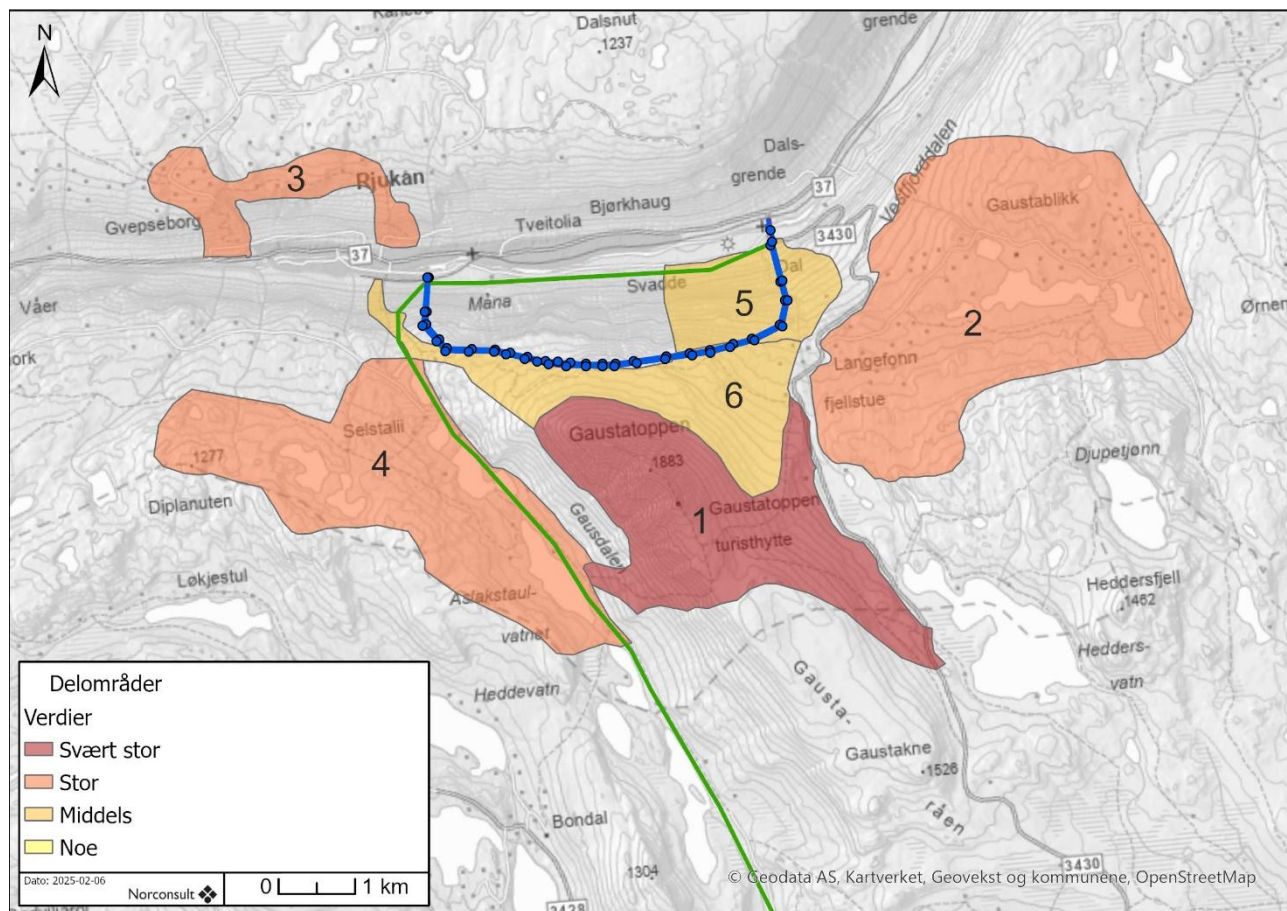 N
Dalsnut
1237
grende
grende
Dals-
grende
37
Vestfjorddalen
3
Rjukan
Gvepseborg
Bjørkhaug
Tveitolia
37
3430
Gaustablikk
Våer
Måna
Svadde
Dal
5
2
Langefonn
fjellstue
6
Selstalii
4
1277
Diplanuten
Gaustatoppen
1883
1
Gaustatoppen
turisthytte
Djupetjønn
Gausdalen
Løkjestul
Aslakstaul-
vatnet
Heddersfjell
1462
Hedders-
vatn
Heddevatn
Gausta-
råen
Gaustakne
1526
Bondal
1304
3430
3428
Delområder
Verdier
Svært stor
Stor
Middels
Noe
Dato: 2025-02-06
Norconsult
0 1 km
© Geodata AS, Kartverket, Geovekst og kommunene, OpenStreetMap